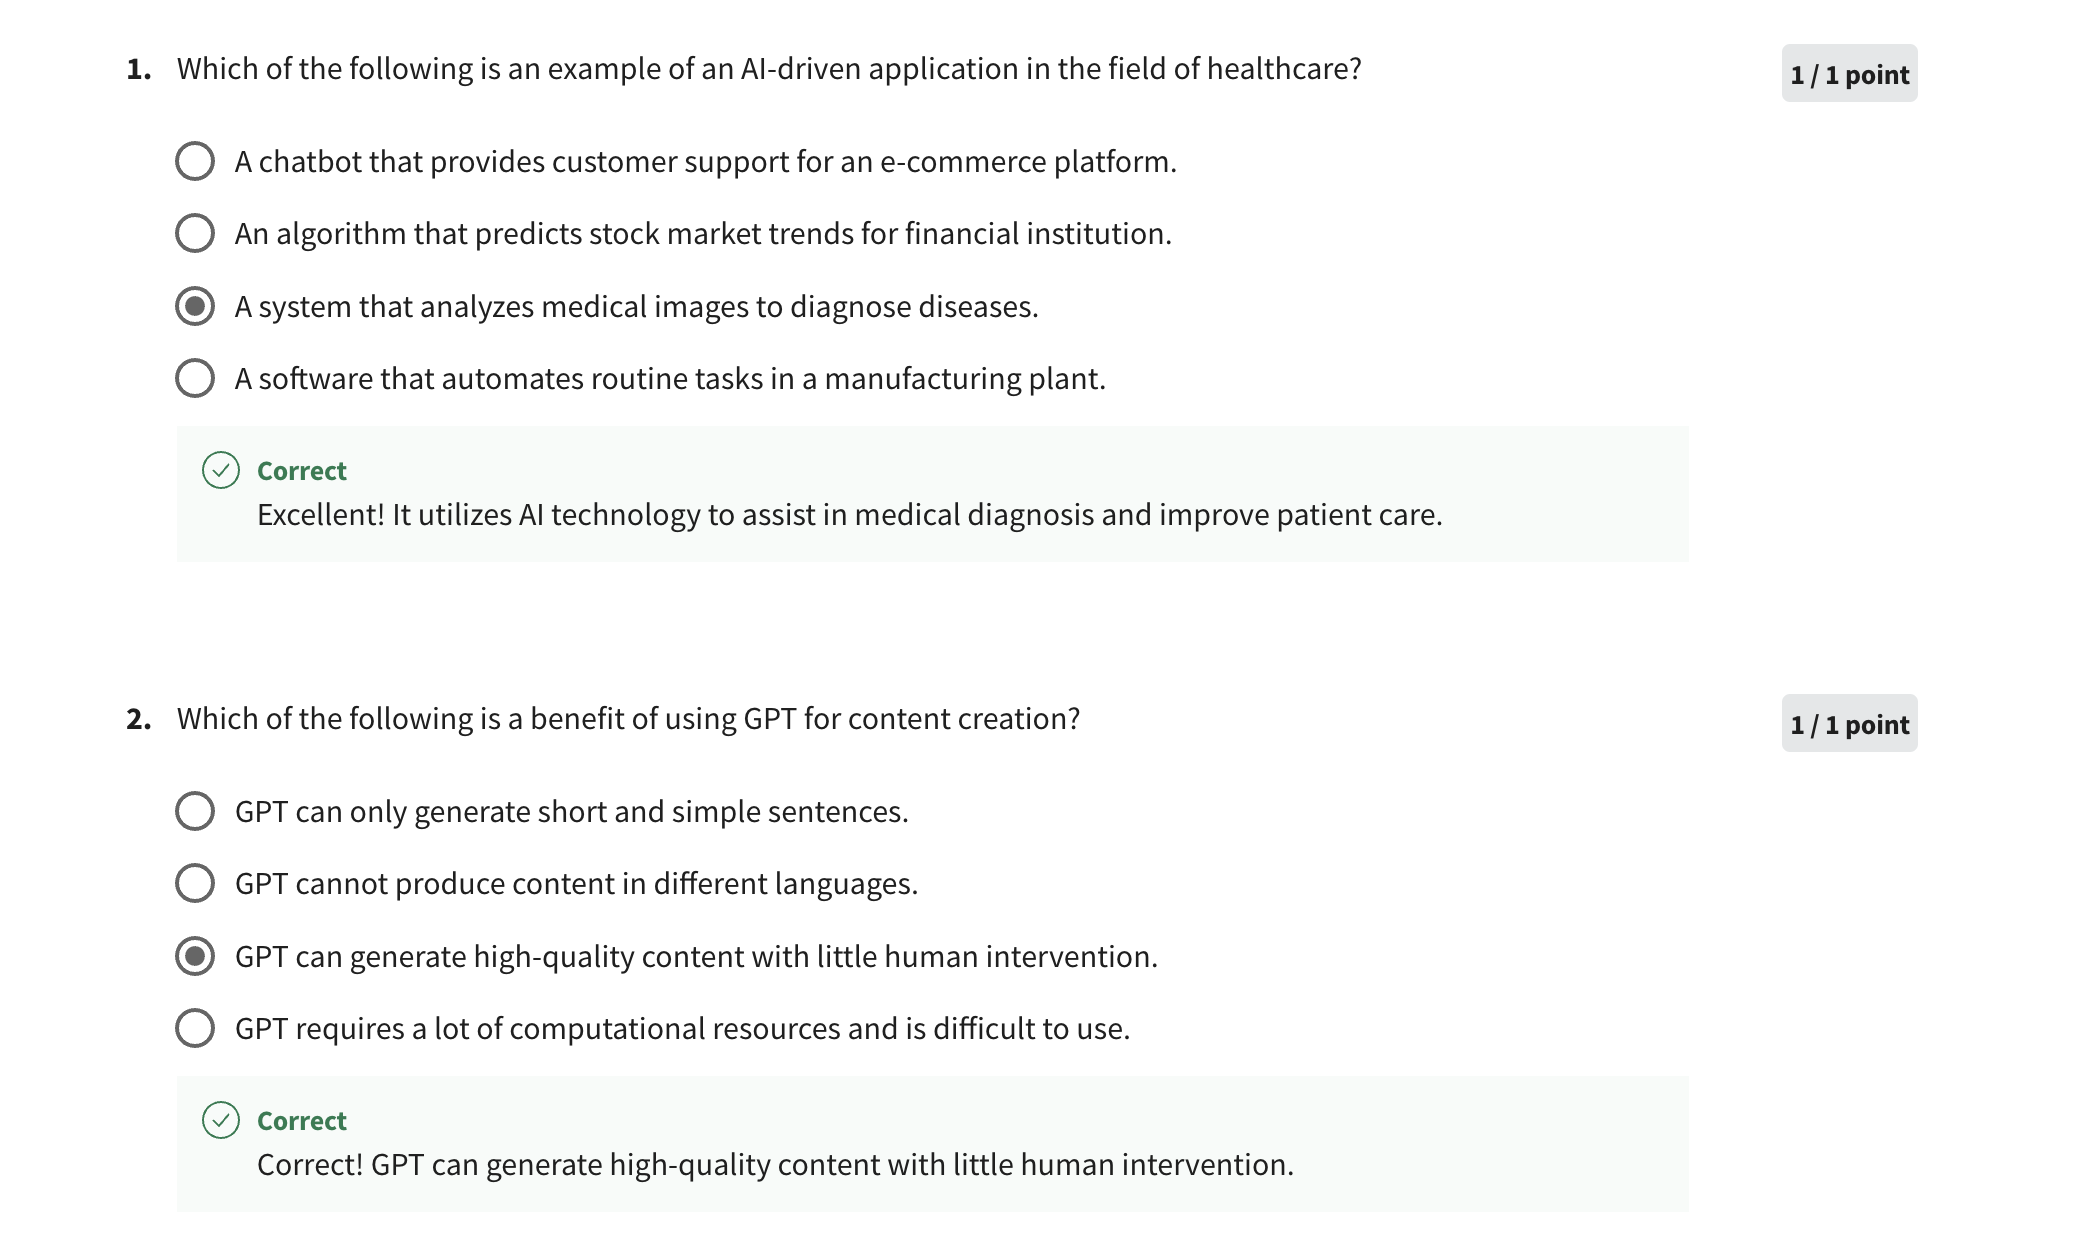 1. Which of the following is an example of an AI-driven application in the field of healthcare?
1 / 1 point
A chatbot that provides customer support for an e-commerce platform.
An algorithm that predicts stock market trends for financial institution.
A system that analyzes medical images to diagnose diseases.
A software that automates routine tasks in a manufacturing plant.
Correct
Excellent! It utilizes AI technology to assist in medical diagnosis and improve patient care.
2. Which of the following is a benefit of using GPT for content creation?
1 / 1 point
GPT can only generate short and simple sentences.
GPT cannot produce content in different languages.
GPT can generate high-quality content with little human intervention.
GPT requires a lot of computational resources and is difficult to use.
Correct
Correct! GPT can generate high-quality content with little human intervention.